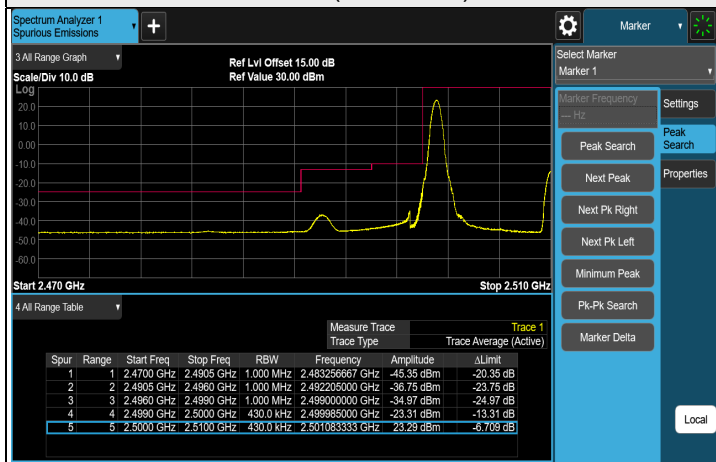 Spectrum Analyzer 1
Spurious Emissions
+
Marker
3 All Range Graph
Ref Lvl Offset 15.00 dB
Scale/Div 10.0 dB
Ref Value 30.00 dBm
Log
20.0
10.0
0.00
-10.0
-20.0
-30.0
-40.0
-50.0
-60.0
Start 2.470 GHz
Stop 2.510 GHz
4 All Range Table
Measure Trace Trace 1
Trace Type Trace Average (Active)
Spur Range Start Freq Stop Freq RBW Frequency Amplitude ΔLimit
1 1 2.4700 GHz 2.4905 GHz 1.000 MHz 2.483256667 GHz -45.35 dBm -20.35 dB
2 2 2.4905 GHz 2.4960 GHz 1.000 MHz 2.492205000 GHz -36.75 dBm -23.75 dB
3 3 2.4960 GHz 2.4990 GHz 1.000 MHz 2.499000000 GHz -34.97 dBm -24.97 dB
4 4 2.4990 GHz 2.5000 GHz 430.0 kHz 2.499985000 GHz -23.31 dBm -13.31 dB
5 5 2.5000 GHz 2.5100 GHz 430.0 kHz 2.501083333 GHz 23.29 dBm -6.709 dB
Select Marker
Marker 1
Marker Frequency
--- Hz
Peak Search
Next Peak
Next Pk Right
Next Pk Left
Minimum Peak
Pk-Pk Search
Marker Delta
Settings
Peak
Search
Properties
Local